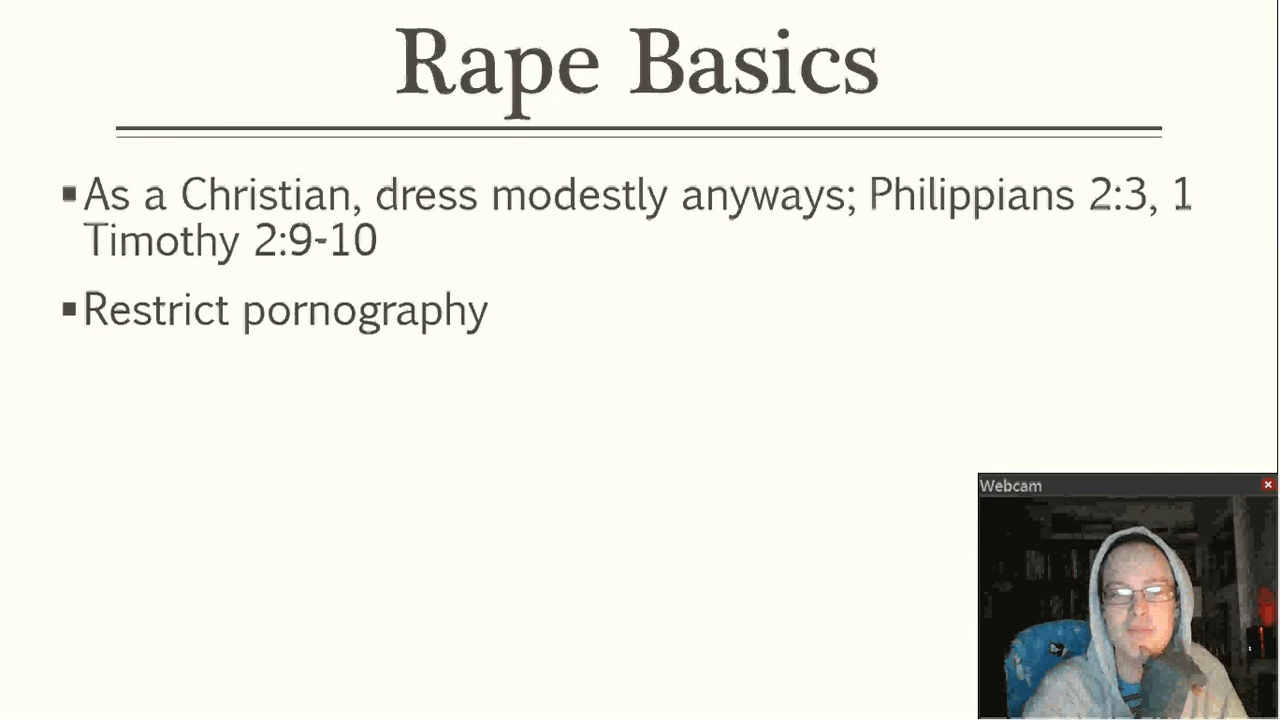 Rape Basics
As a Christian, dress modestly anyways; Philippians 2:3, 1
Timothy 2:9-10
Restrict pornography
Webcam